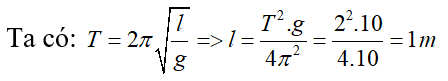 Ta có: T = 2π√(l/g) => l = T².g/4π² = 2².10/4.10 = 1m